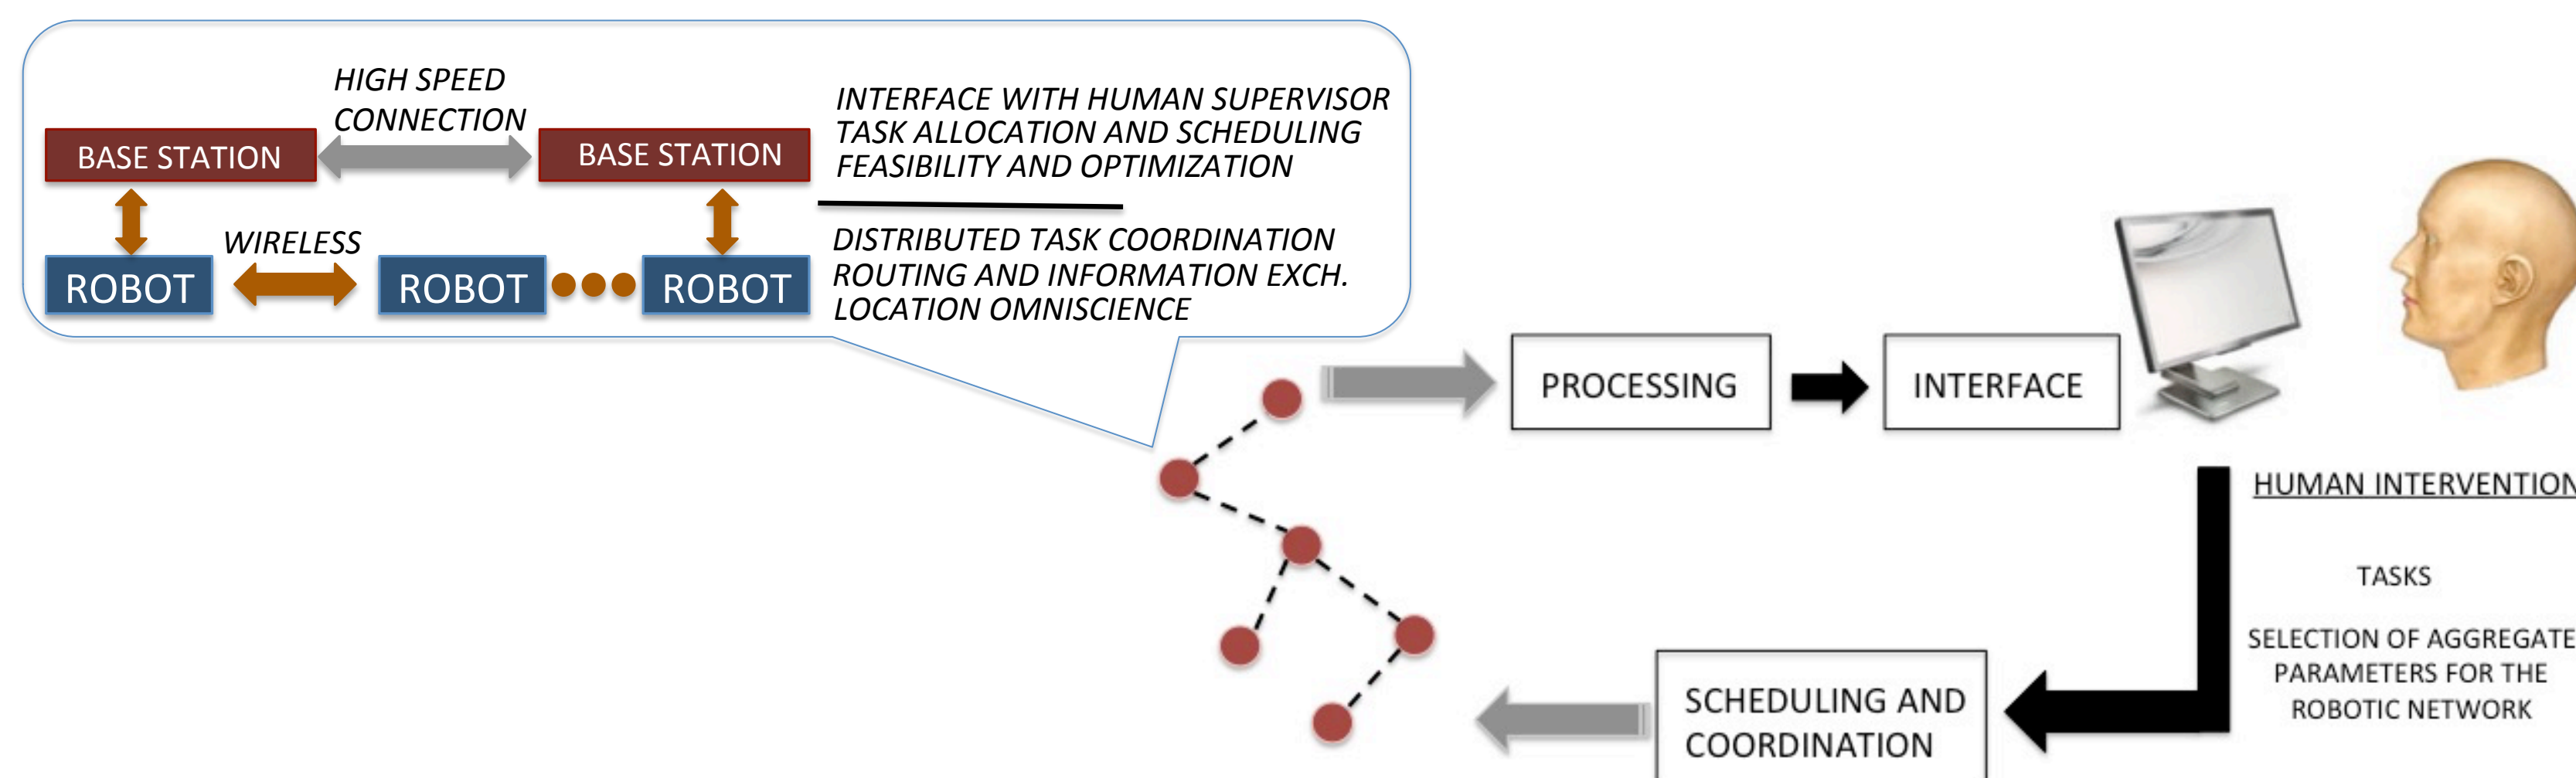 HIGH SPEED
CONNECTION
BASE STATION
BASE STATION
WIRELESS
ROBOT
ROBOT
ROBOT
INTERFACE WITH HUMAN SUPERVISOR
TASK ALLOCATION AND SCHEDULING
FEASIBILITY AND OPTIMIZATION
DISTRIBUTED TASK COORDINATION
ROUTING AND INFORMATION EXCH.
LOCATION OMNISCIENCE
PROCESSING
INTERFACE
HUMAN INTERVENTION
TASKS
SELECTION OF AGGREGATE
PARAMETERS FOR THE
ROBOTIC NETWORK
SCHEDULING AND
COORDINATION